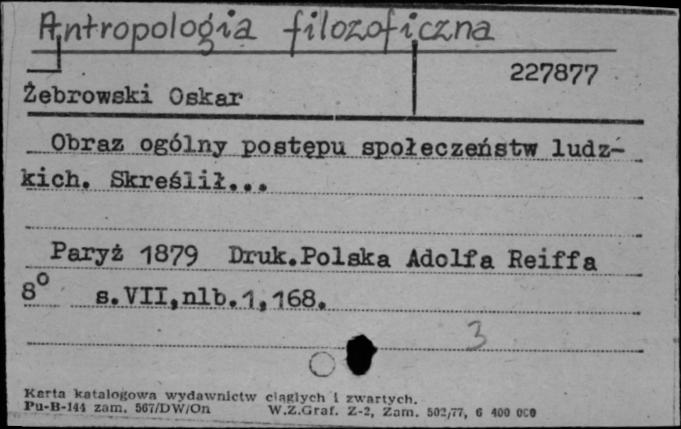 Antropologia filozoficzna
227877
Żebrowski Oskar
Obraz ogólny postępu społeczeństw ludz-
kich. Skreślił...
Paryż 1879 Druk.Polska Adolfa Reiffa
8° s.VII,nlb.1,168.
3
Karta katalogowa wydawnictw ciągłych i zwartych.
Pu-B-144 zam. 567/DW/On W.Z.Graf. Z-2, Zam. 502/77, 6 400 000